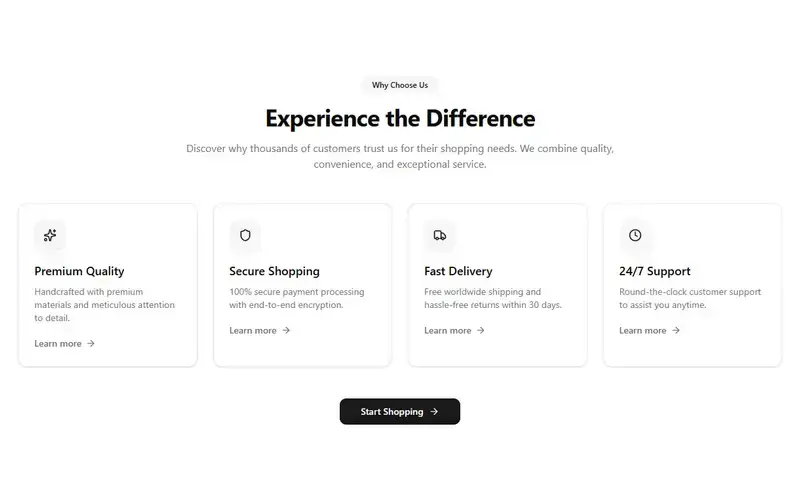 Why Choose Us
Experience the Difference
Discover why thousands of customers trust us for their shopping needs. We combine quality,
convenience, and exceptional service.
Premium Quality
Handcrafted with premium
materials and meticulous attention
to detail.
Learn more
Secure Shopping
100% secure payment processing
with end-to-end encryption.
Learn more
Fast Delivery
Free worldwide shipping and
hassle-free returns within 30 days.
Learn more
24/7 Support
Round-the-clock customer support
to assist you anytime.
Learn more
Start Shopping